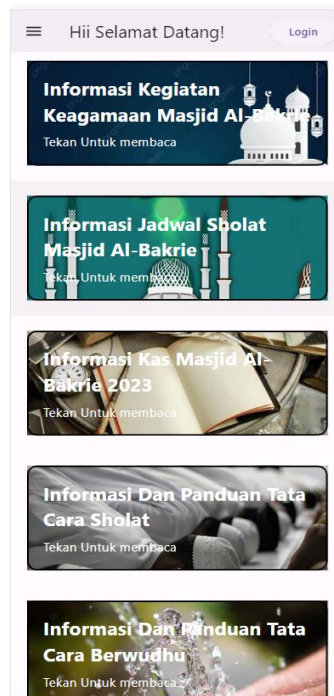 Hii Selamat Datang!
Login
Informasi Kegiatan
Keagamaan Masjid Al-Bakrie
Tekan Untuk membaca
Informasi Jadwal Sholat
Masjid Al-Bakrie
Tekan Untuk membaca
Informasi Kas Masjid Al-
Bakrie 2023
Tekan Untuk membaca
Informasi Dan Panduan Tata
Cara Sholat
Tekan Untuk membaca
Informasi Dan Panduan Tata
Cara Berwudhu
Tekan Untuk membaca